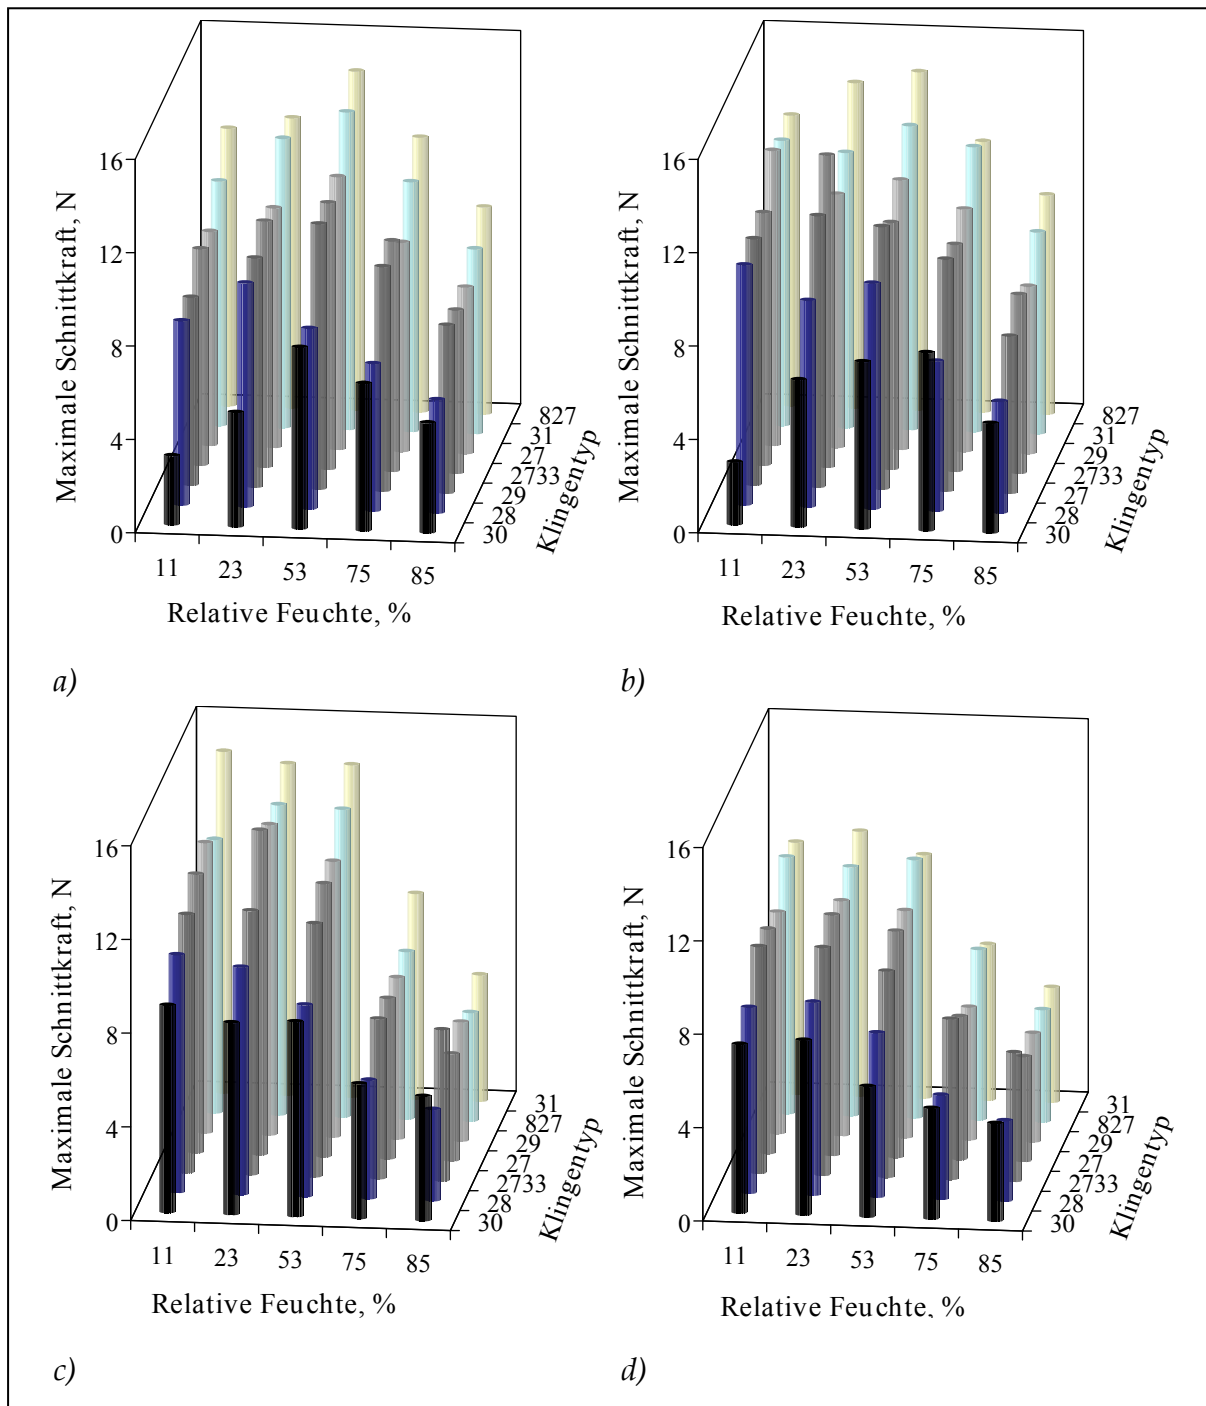 Maximale Schnittkraft, N
16
12
8
4
0
11 23 53 75 85
Relative Feuchte, %
827
31
27
2733
29
28
30
Klingentyp
a)
Maximale Schnittkraft, N
16
12
8
4
0
11 23 53 75 85
Relative Feuchte, %
827
31
29
2733
27
28
30
Klingentyp
b)
Maximale Schnittkraft, N
16
12
8
4
0
11 23 53 75 85
Relative Feuchte, %
31
827
29
27
2733
28
30
Klingentyp
c)
Maximale Schnittkraft, N
16
12
8
4
0
11 23 53 75 85
Relative Feuchte, %
31
827
29
27
2733
28
30
Klingentyp
d)